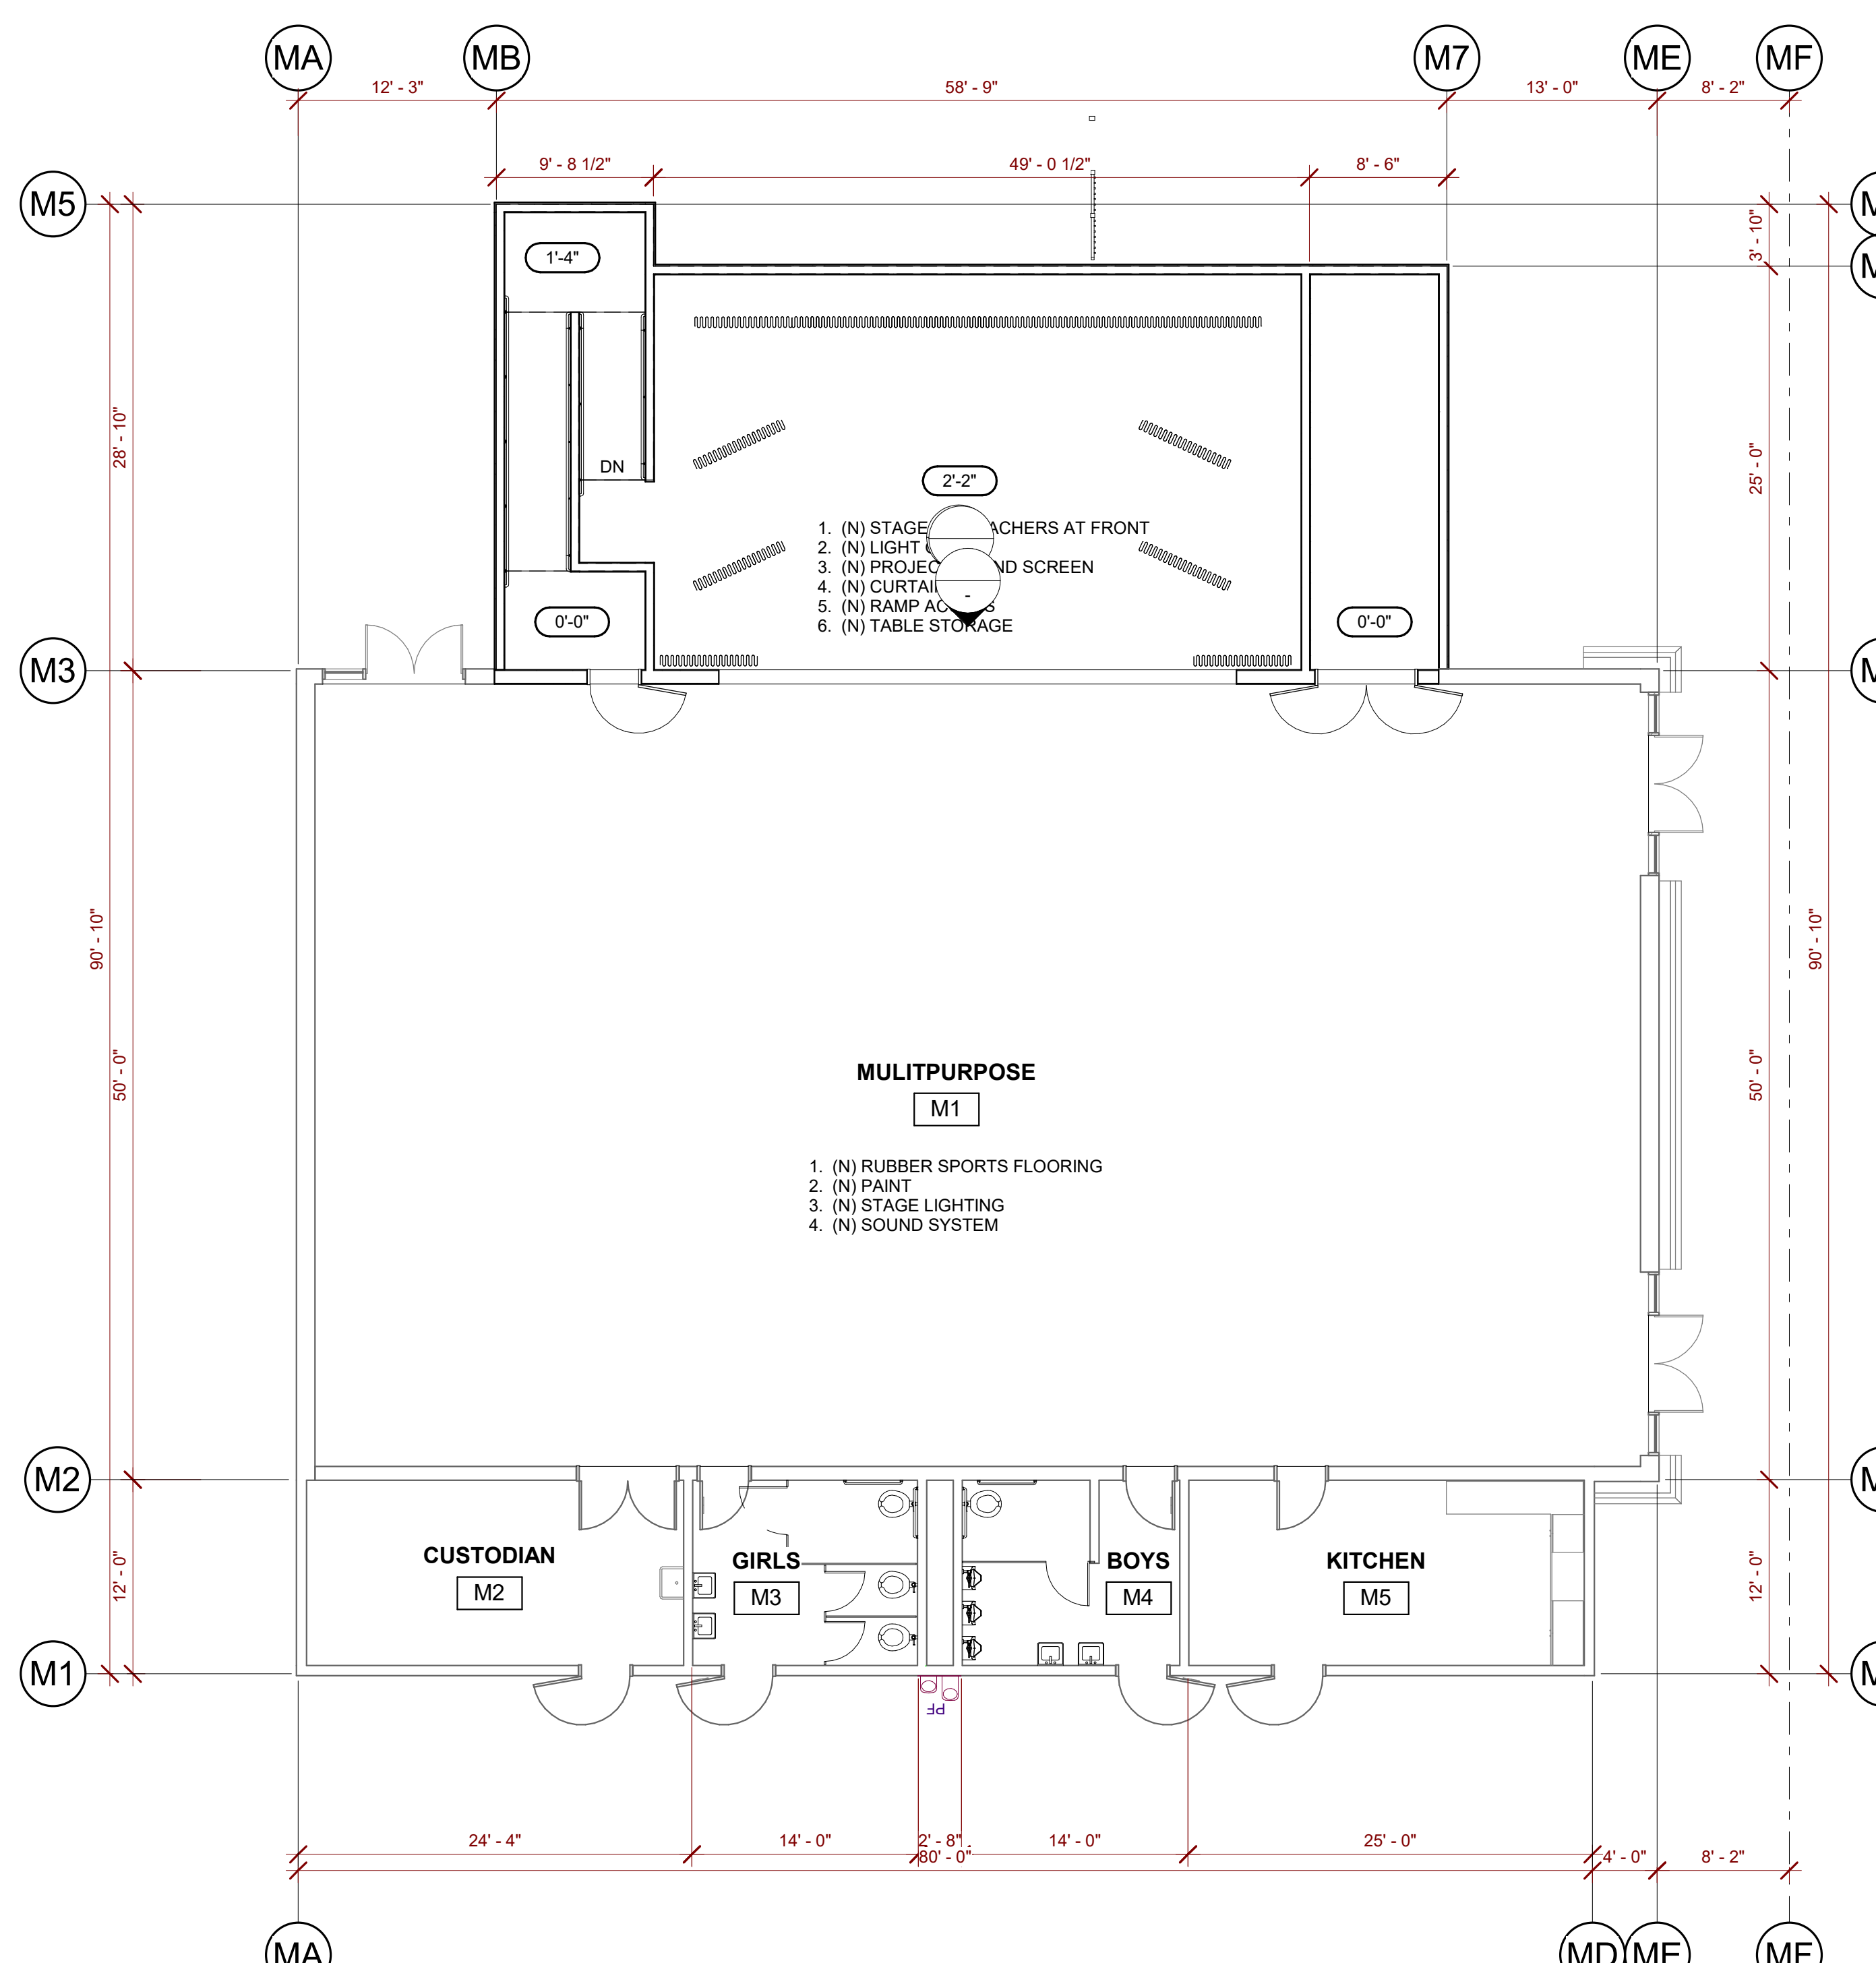 MA MB M7 ME MF
12' - 3" 58' - 9" 13' - 0" 8' - 2"
9' - 8 1/2" 49' - 0 1/2" 8' - 6"
M5
3' - 10"
1'-4"
28' - 10"
25' - 0"
DN
2'-2"
1. (N) STAGE ACHERS AT FRONT
2. (N) LIGHT
3. (N) PROJEC ND SCREEN
4. (N) CURTAI
-
5. (N) RAMP AC S
6. (N) TABLE STORAGE
0'-0" 0'-0"
M3
90' - 10" 90' - 10"
50' - 0" 50' - 0"
MULITPURPOSE
M1
1. (N) RUBBER SPORTS FLOORING
2. (N) PAINT
3. (N) STAGE LIGHTING
4. (N) SOUND SYSTEM
M2
12' - 0" 12' - 0"
CUSTODIAN GIRLS BOYS KITCHEN
M2 M3 M4 M5
M1
PF
24' - 4" 14' - 0" 2' - 8" 14' - 0" 25' - 0"
80' - 0" 4' - 0" 8' - 2"
MA MD ME MF